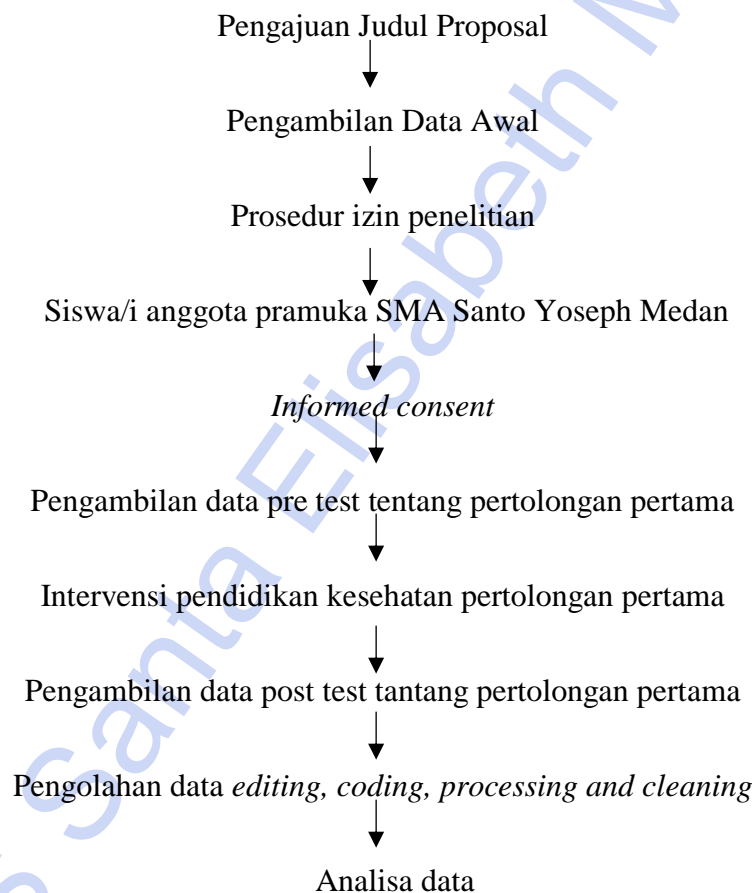 Pengajuan Judul Proposal
Pengambilan Data Awal
Prosedur izin penelitian
Siswa/i anggota pramuka SMA Santo Yoseph Medan
Informed consent
Pengambilan data pre test tentang pertolongan pertama
Intervensi pendidikan kesehatan pertolongan pertama
Pengambilan data post test tantang pertolongan pertama
Pengolahan data editing, coding, processing and cleaning
Analisa data
Santa Elisabeth M